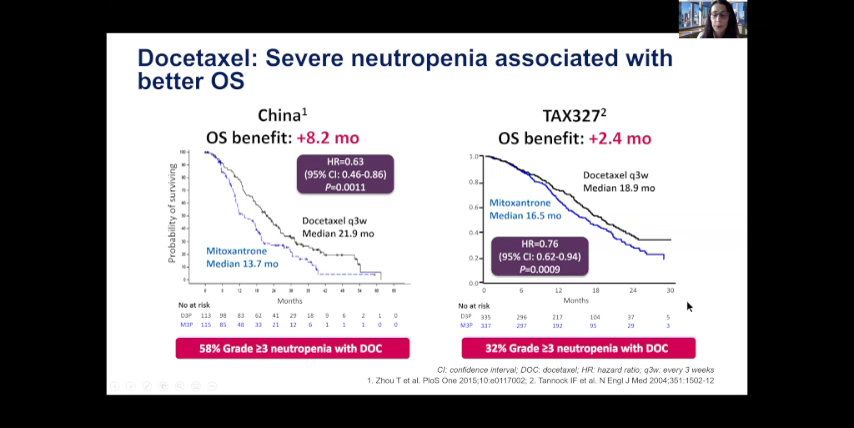 Docetaxel: Severe neutropenia associated with
better OS
China1
OS benefit: +8.2 mo
HR=0.63
(95% CI: 0.46-0.86)
P=0.0011
Docetaxel q3w
Median 21.9 mo
Mitoxantrone
Median 13.7 mo
Probability of surviving
Months
No at risk
D3P 113 98 83 62 41 29 18 9 6 2 1 0
M3P 115 85 48 33 21 12 6 1 1 1 0 0
58% Grade ≥3 neutropenia with DOC
TAX3272
OS benefit: +2.4 mo
1.0
0.8
0.6
0.4
0.2
0.0
Docetaxel q3w
Median 18.9 mo
Mitoxantrone
Median 16.5 mo
HR=0.76
(95% CI: 0.62-0.94)
P=0.0009
0 6 12 18 24 30
Months
No at risk
D3P 335 296 217 104 37 5
M3P 337 297 192 95 29 3
32% Grade ≥3 neutropenia with DOC
CI: confidence interval; DOC: docetaxel; HR: hazard ratio; q3w: every 3 weeks
1. Zhou T et al. PloS One 2015;10:e0117002; 2. Tannock IF et al. N Engl J Med 2004;351:1502-12